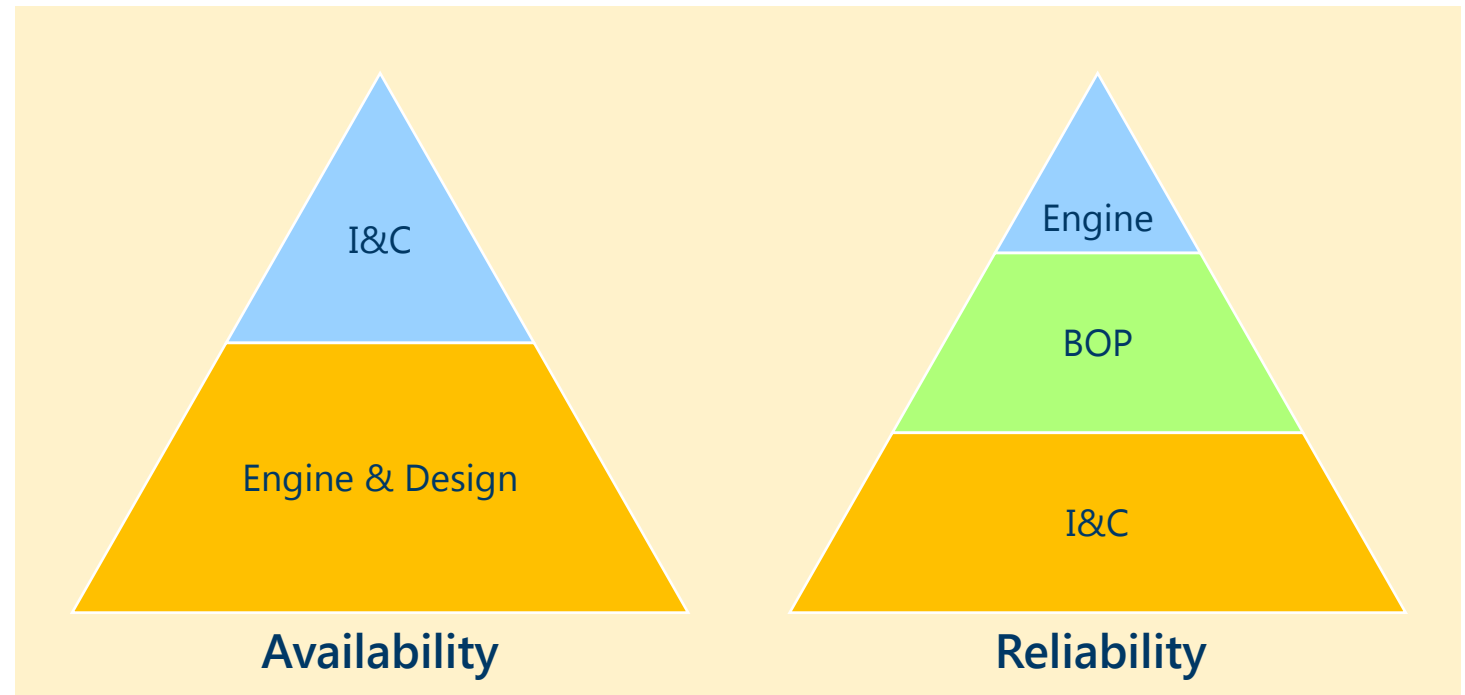 I&C
Engine & Design
Availability
Engine
BOP
I&C
Reliability